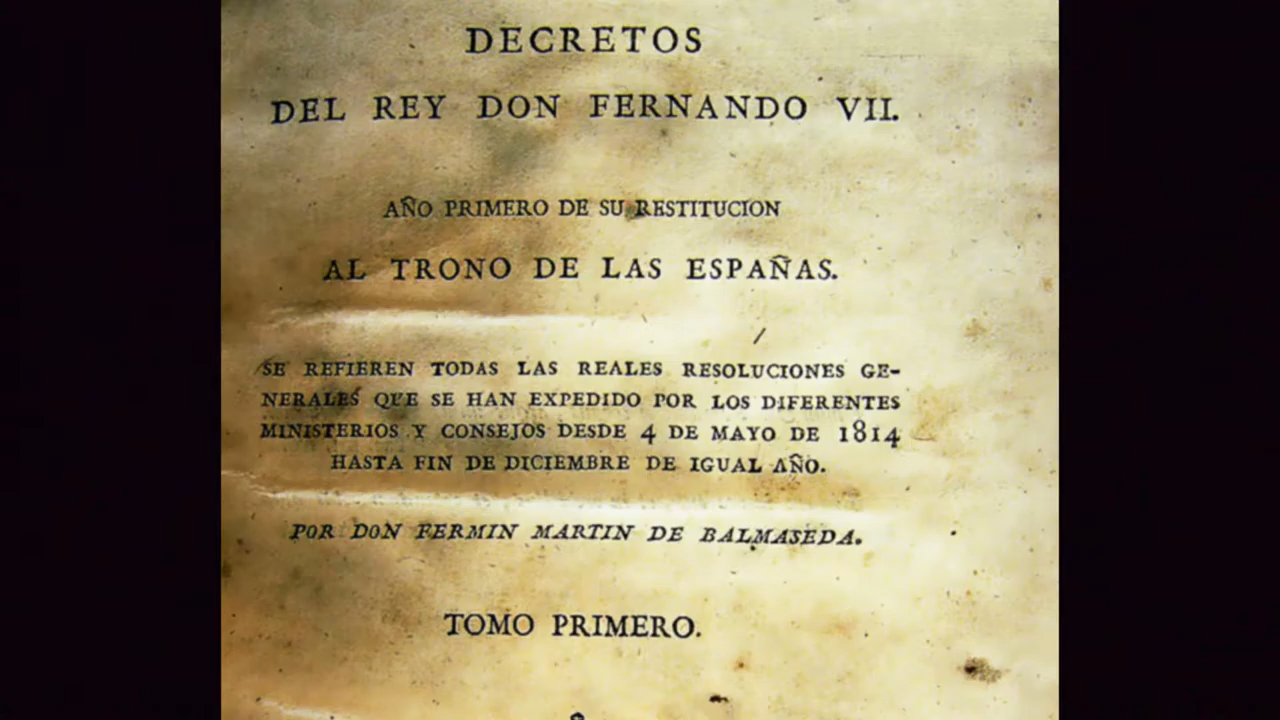 DECRETOS
DEL REY DON FERNANDO VII.
AÑO PRIMERO DE SU RESTITUCION
AL TRONO DE LAS ESPAÑAS.
SE REFIEREN TODAS LAS REALES RESOLUCIONES GE-
NERALES QUE SE HAN EXPEDIDO POR LOS DIFERENTES
MINISTERIOS Y CONSEJOS DESDE 4 DE MAYO DE 1814
HASTA FIN DE DICIEMBRE DE IGUAL AÑO.
POR DON FERMIN MARTIN DE BALMASEDA.
TOMO PRIMERO.